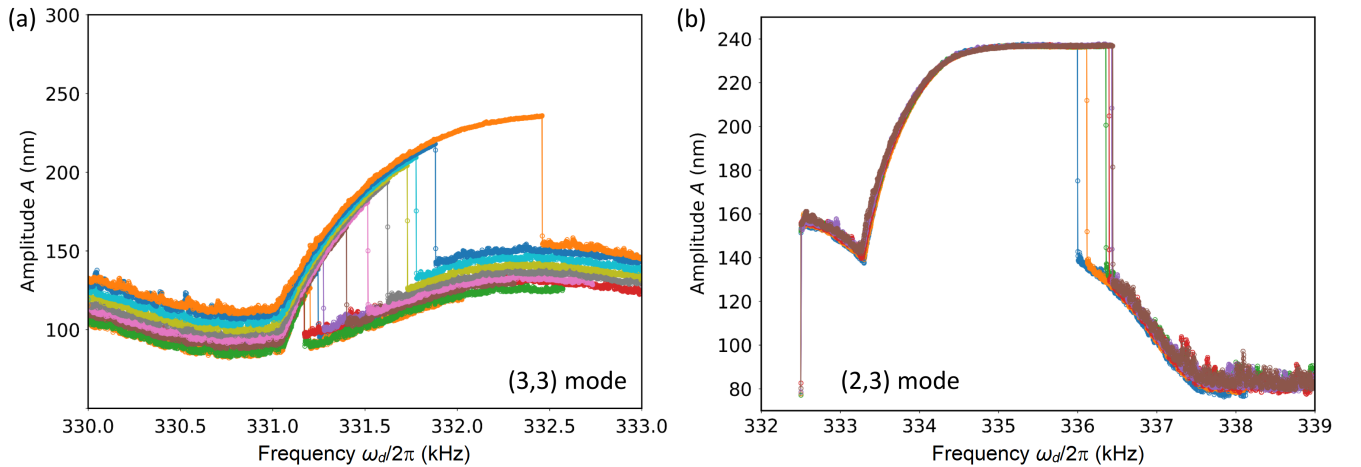 (a)
300
250
200
150
100
Amplitude A (nm)
(3,3) mode
330.0 330.5 331.0 331.5 332.0 332.5 333.0
Frequency ω_d/2π (kHz)
(b)
240
220
200
180
160
140
120
100
80
Amplitude A (nm)
(2,3) mode
332 333 334 335 336 337 338 339
Frequency ω_d/2π (kHz)